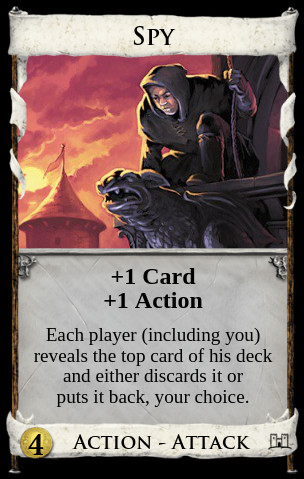 Spy
+1 Card
+1 Action
Each player (including you)
reveals the top card of his deck
and either discards it or
puts it back, your choice.
4
Action - Attack